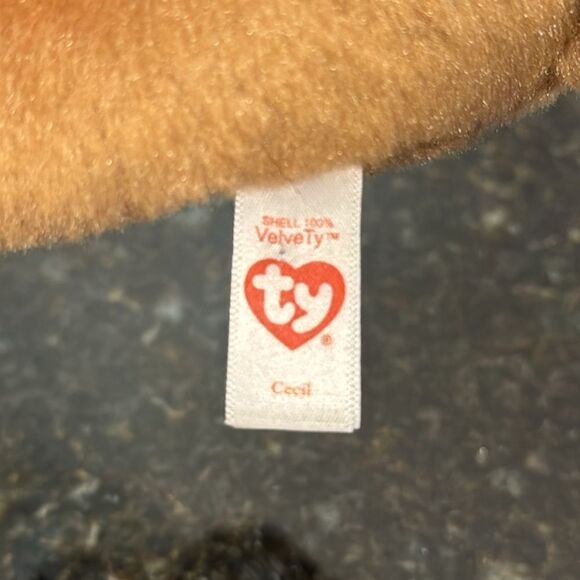 SHELL 100%
VelveTy™
ty
®
Cecil